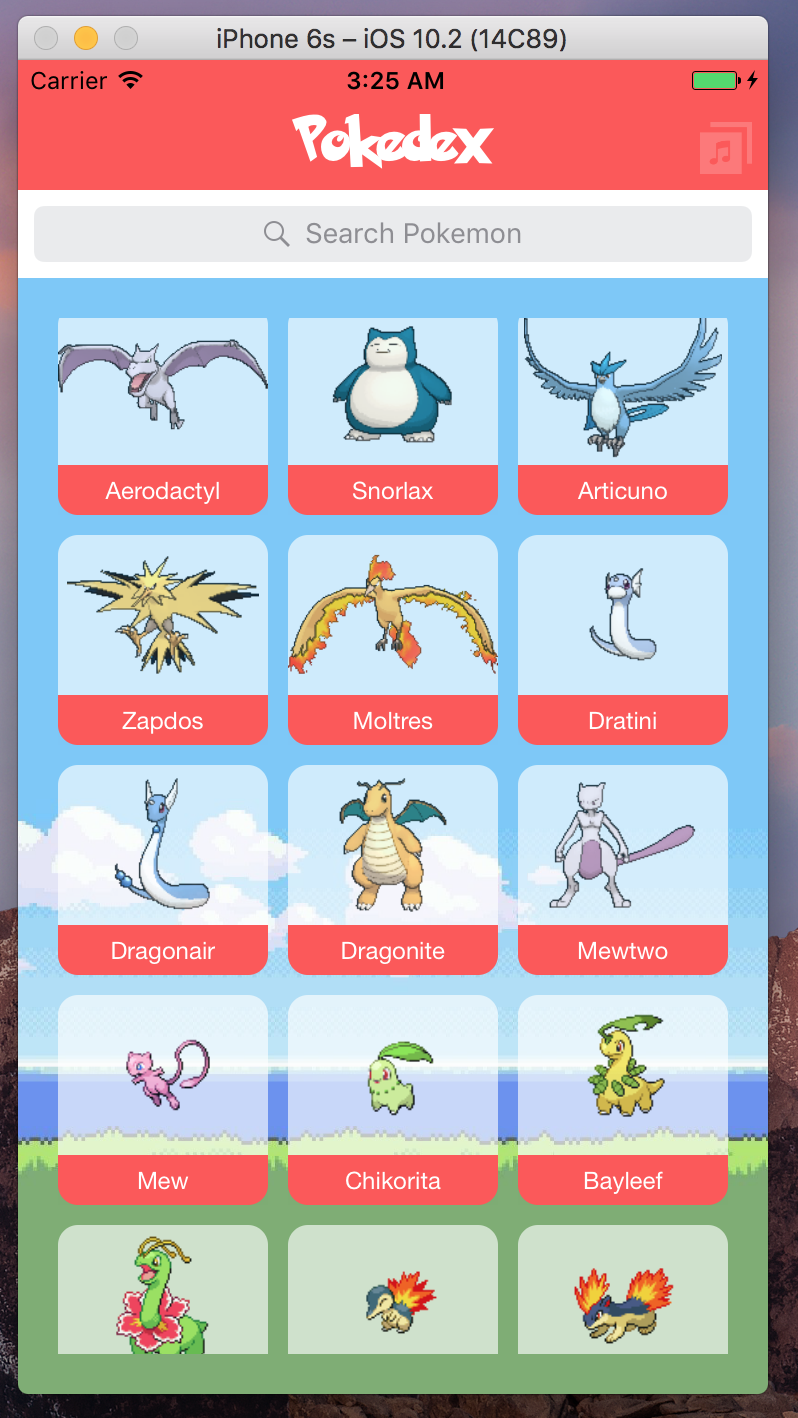 iPhone 6s – iOS 10.2 (14C89)
Carrier 3:25 AM
Pokedex
Search Pokemon
Aerodactyl Snorlax Articuno
Zapdos Moltres Dratini
Dragonair Dragonite Mewtwo
Mew Chikorita Bayleef